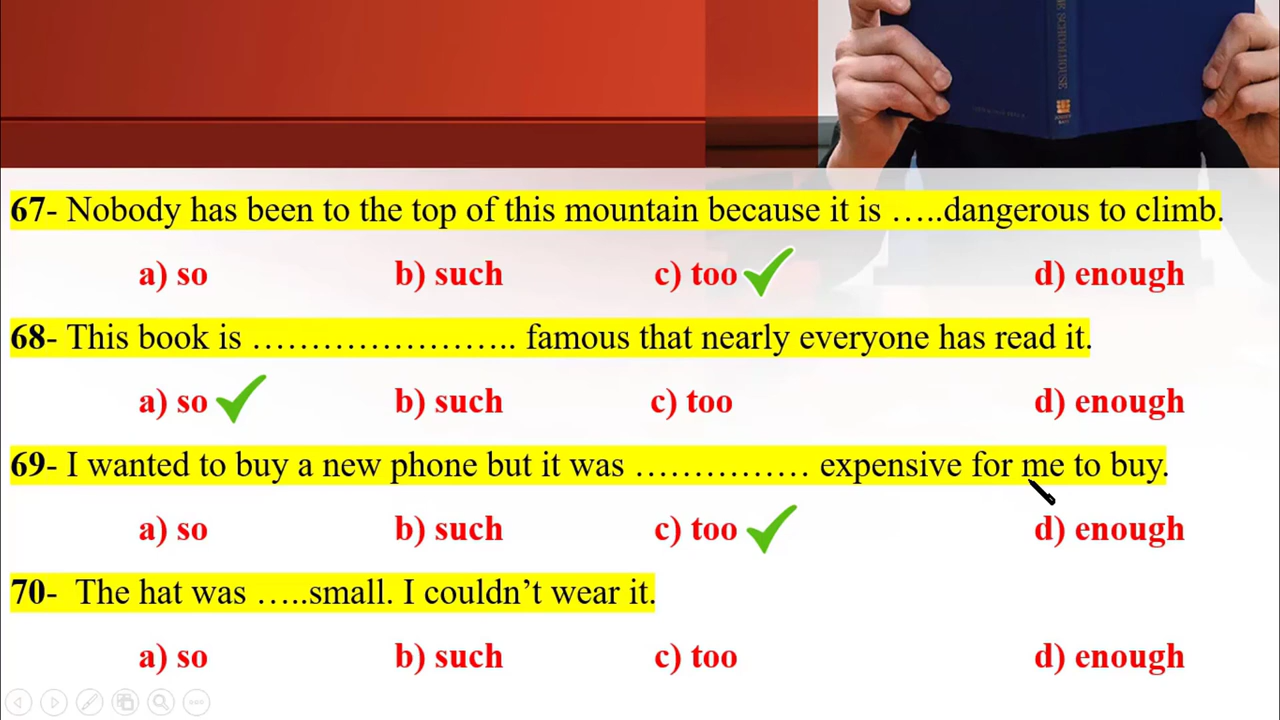 67- Nobody has been to the top of this mountain because it is …..dangerous to climb.
a) so b) such c) too d) enough
68- This book is ………………….. famous that nearly everyone has read it.
a) so b) such c) too d) enough
69- I wanted to buy a new phone but it was …………… expensive for me to buy.
a) so b) such c) too d) enough
70- The hat was …..small. I couldn’t wear it.
a) so b) such c) too d) enough